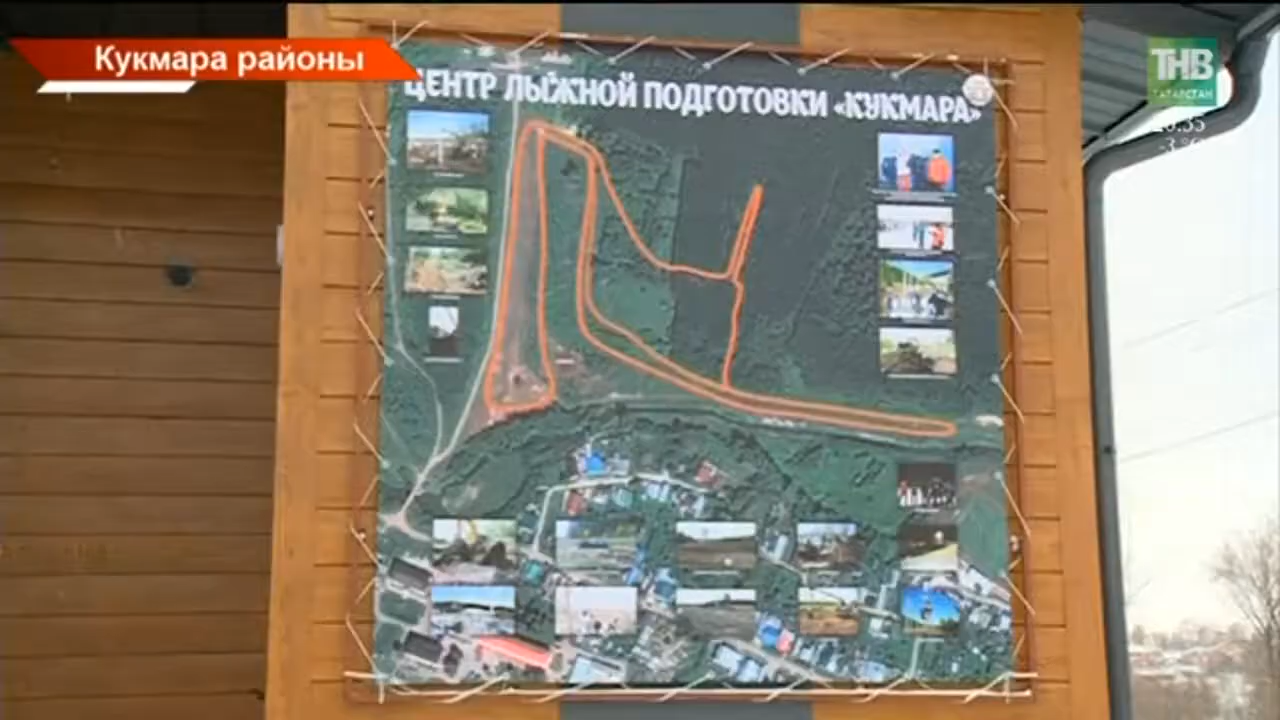 Кукмара районы
ТНВ
ТАТАРСТАН
ЦЕНТР ЛЫЖНОЙ ПОДГОТОВКИ «КУКМАРА»